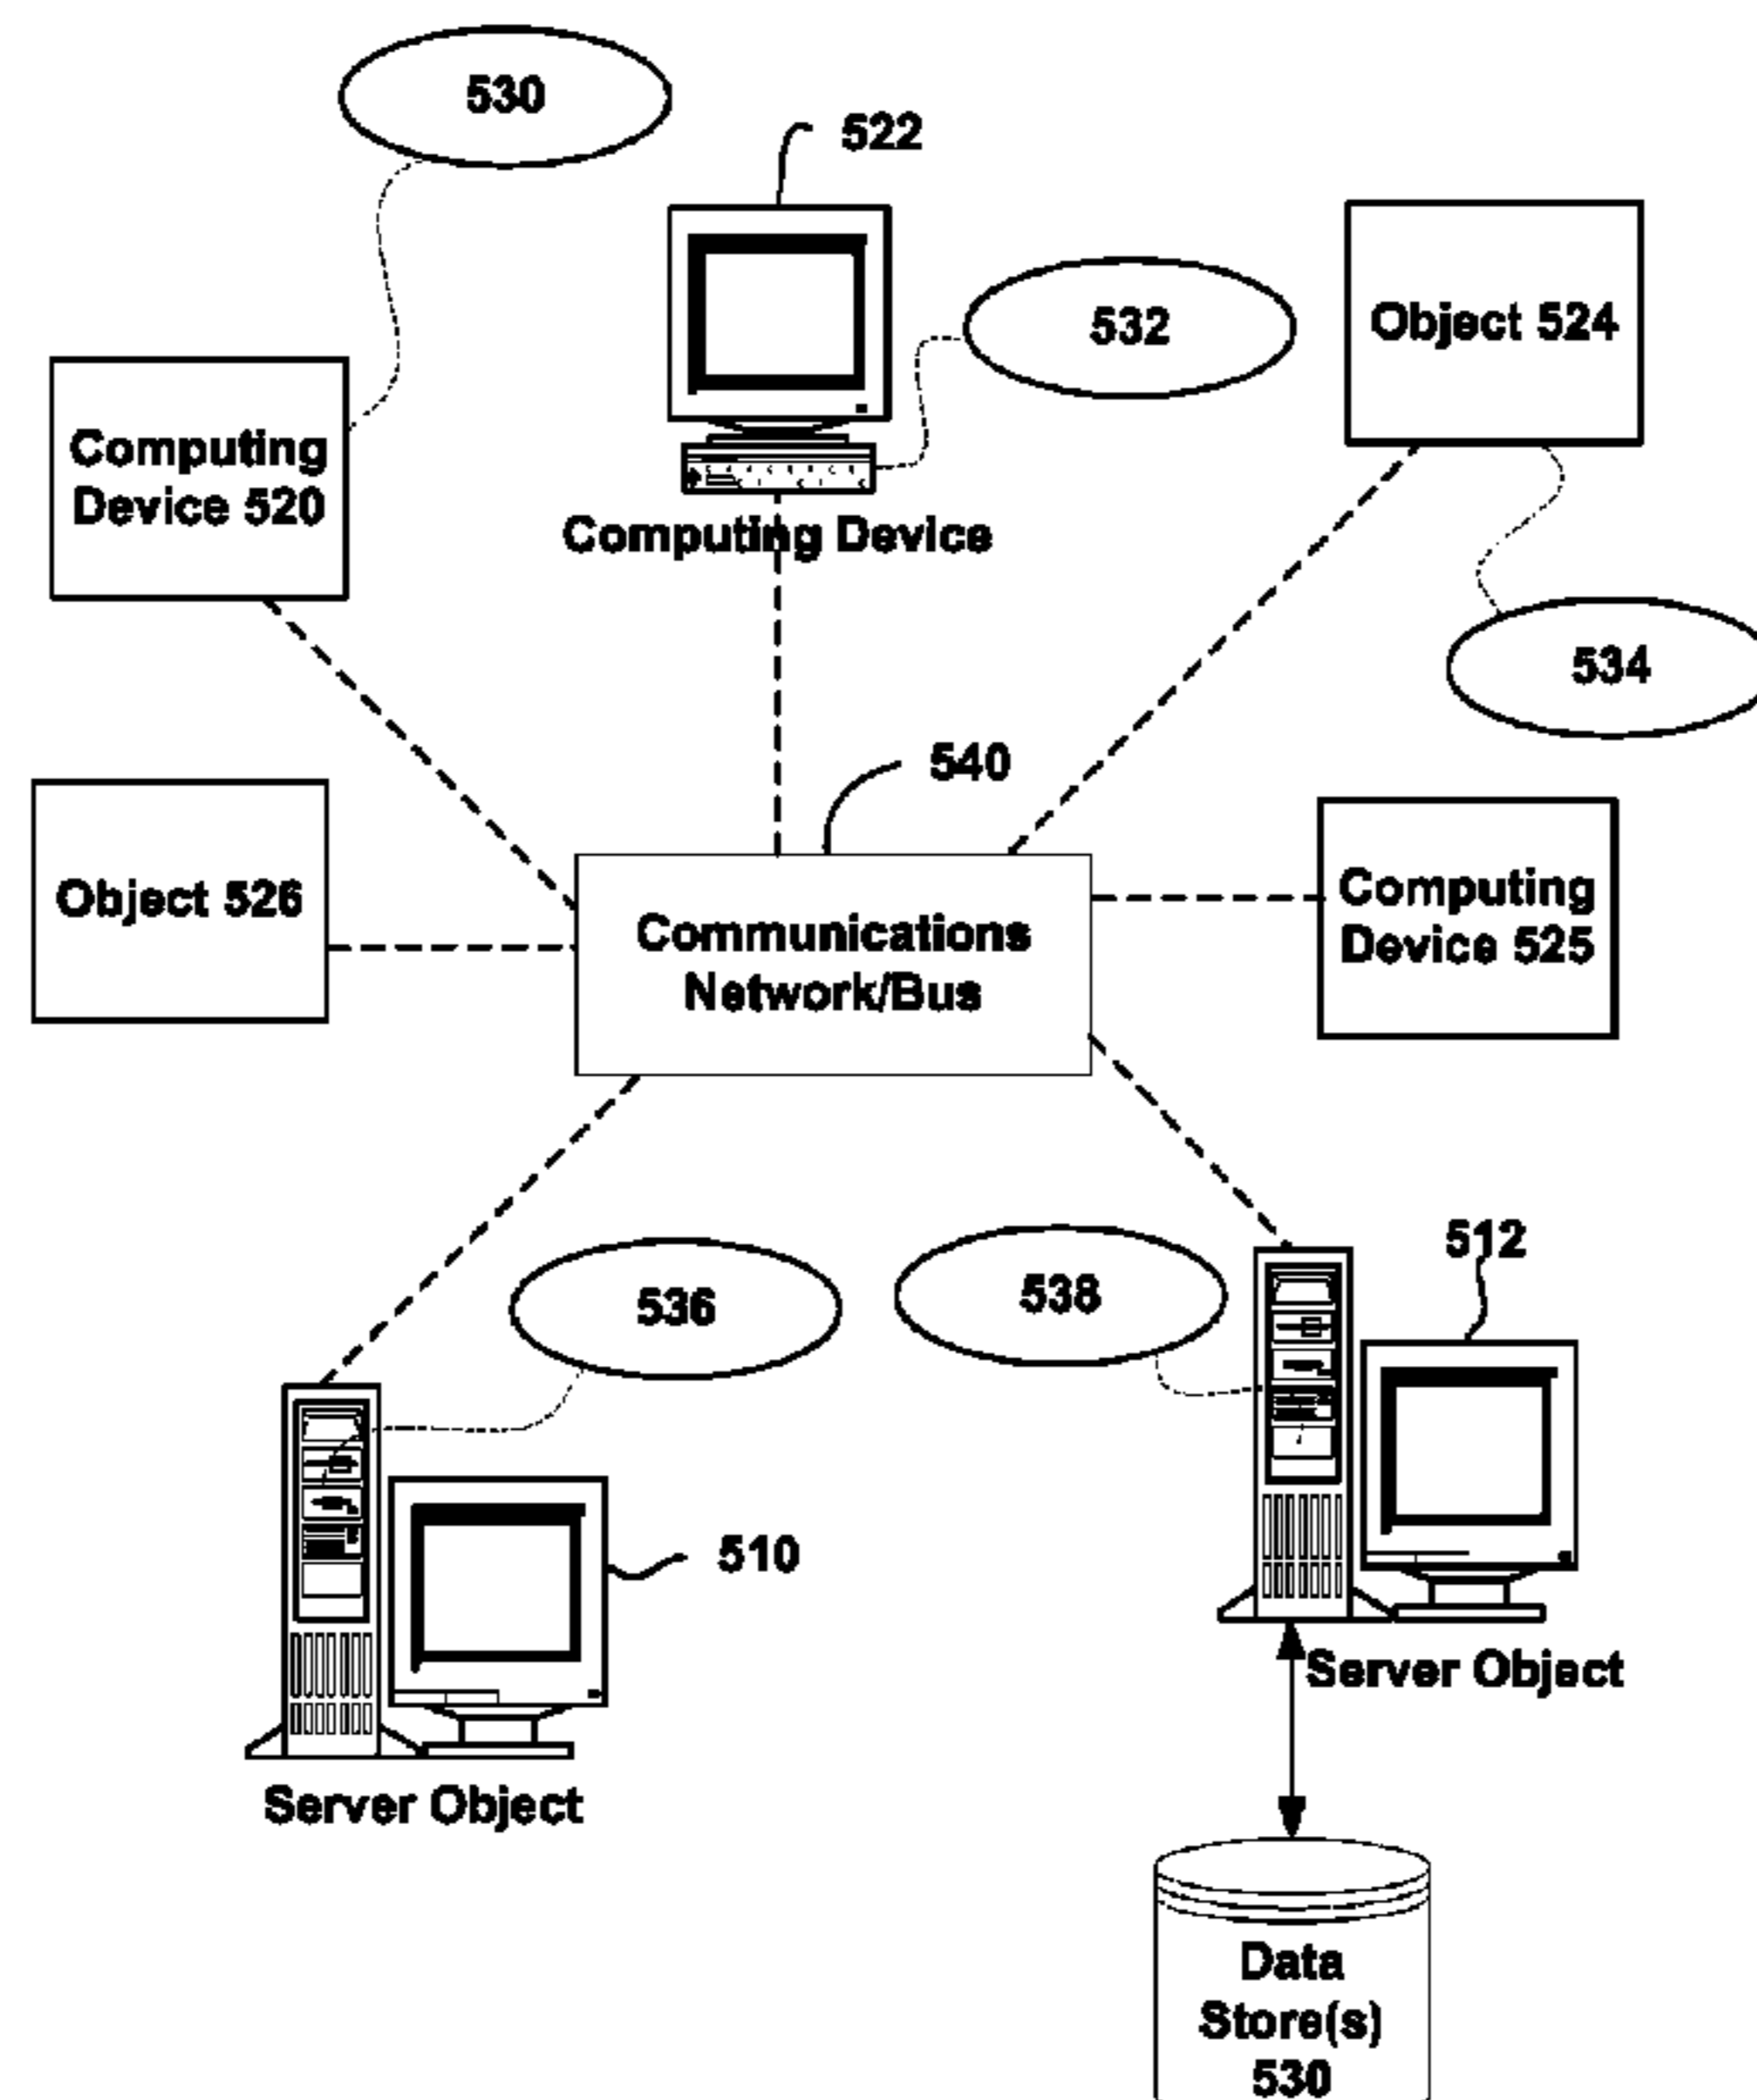 530
522
532
Object 524
Computing
Device 520
Computing Device
534
540
Object 526
Communications
Network/Bus
Computing
Device 525
536
538
512
510
Server Object
Server Object
Data
Store(s)
530